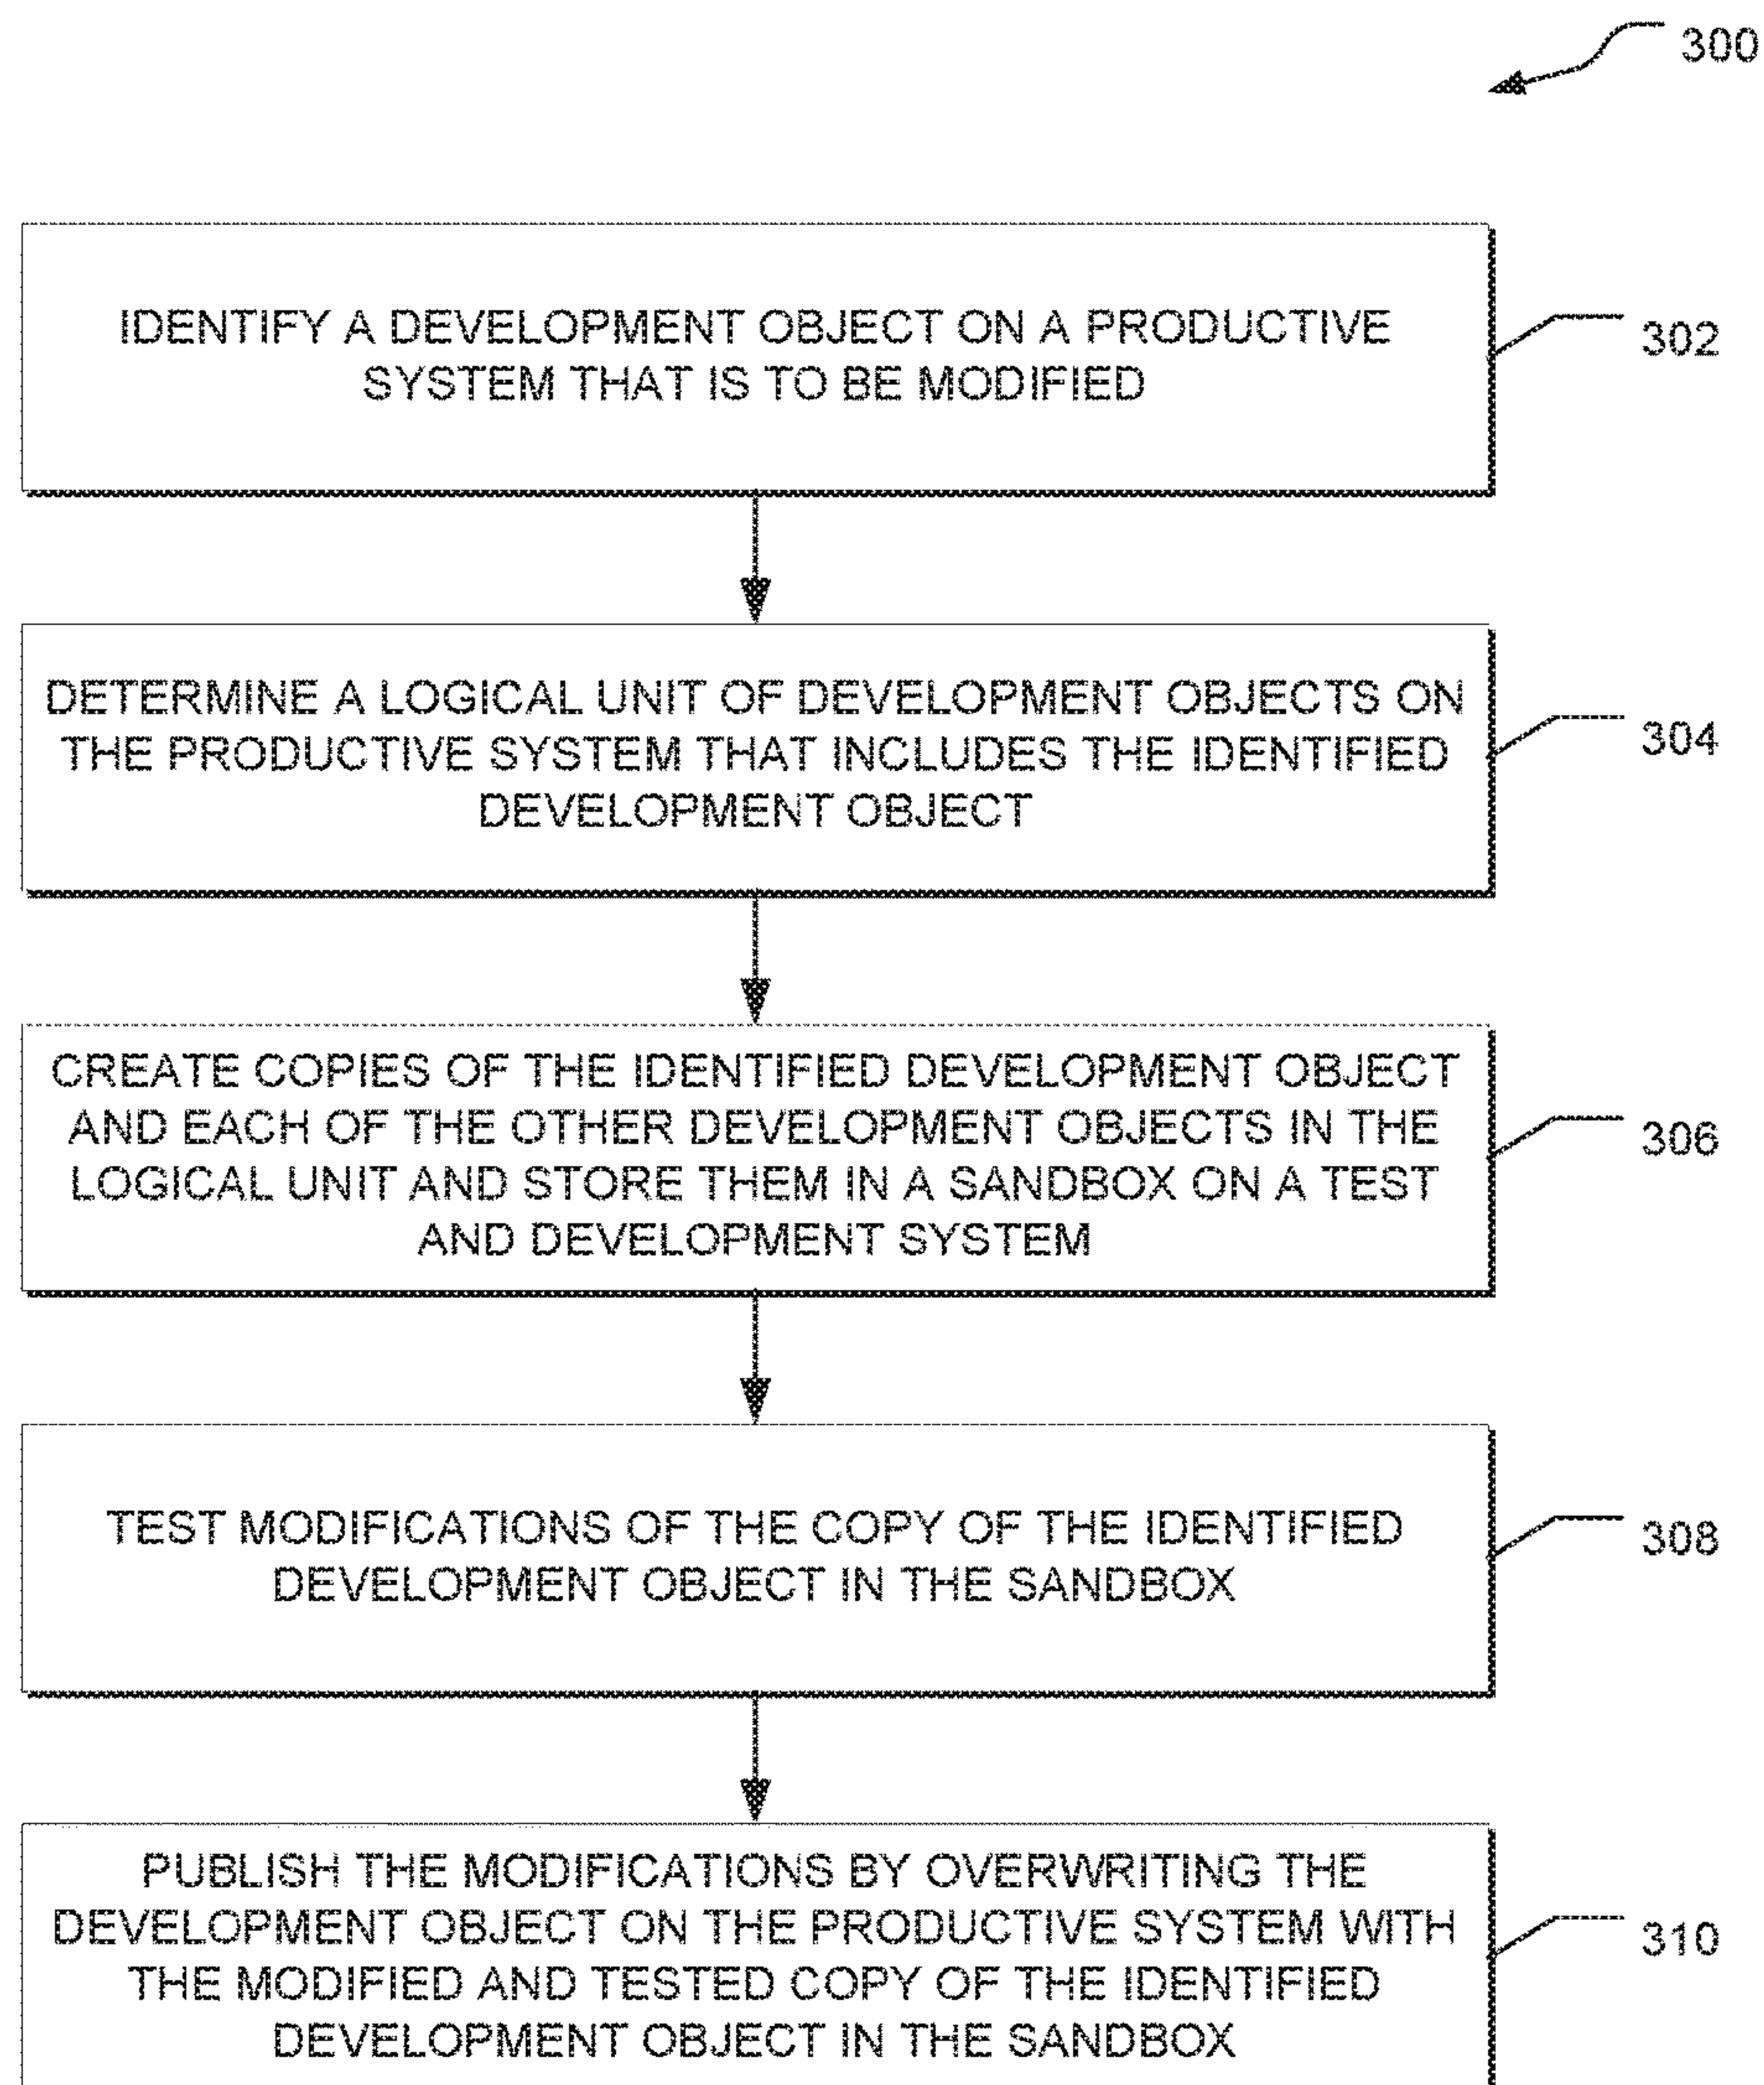 300
IDENTIFY A DEVELOPMENT OBJECT ON A PRODUCTIVE
SYSTEM THAT IS TO BE MODIFIED
302
DETERMINE A LOGICAL UNIT OF DEVELOPMENT OBJECTS ON
THE PRODUCTIVE SYSTEM THAT INCLUDES THE IDENTIFIED
DEVELOPMENT OBJECT
304
CREATE COPIES OF THE IDENTIFIED DEVELOPMENT OBJECT
AND EACH OF THE OTHER DEVELOPMENT OBJECTS IN THE
LOGICAL UNIT AND STORE THEM IN A SANDBOX ON A TEST
AND DEVELOPMENT SYSTEM
306
TEST MODIFICATIONS OF THE COPY OF THE IDENTIFIED
DEVELOPMENT OBJECT IN THE SANDBOX
308
PUBLISH THE MODIFICATIONS BY OVERWRITING THE
DEVELOPMENT OBJECT ON THE PRODUCTIVE SYSTEM WITH
THE MODIFIED AND TESTED COPY OF THE IDENTIFIED
DEVELOPMENT OBJECT IN THE SANDBOX
310